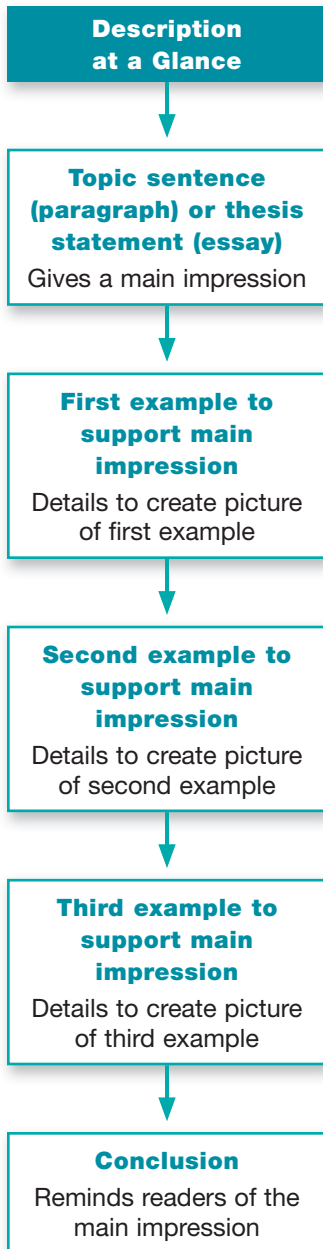 Description
at a Glance
Topic sentence
(paragraph) or thesis
statement (essay)
Gives a main impression
First example to
support main
impression
Details to create picture
of first example
Second example to
support main
impression
Details to create picture
of second example
Third example to
support main
impression
Details to create picture
of third example
Conclusion
Reminds readers of the
main impression